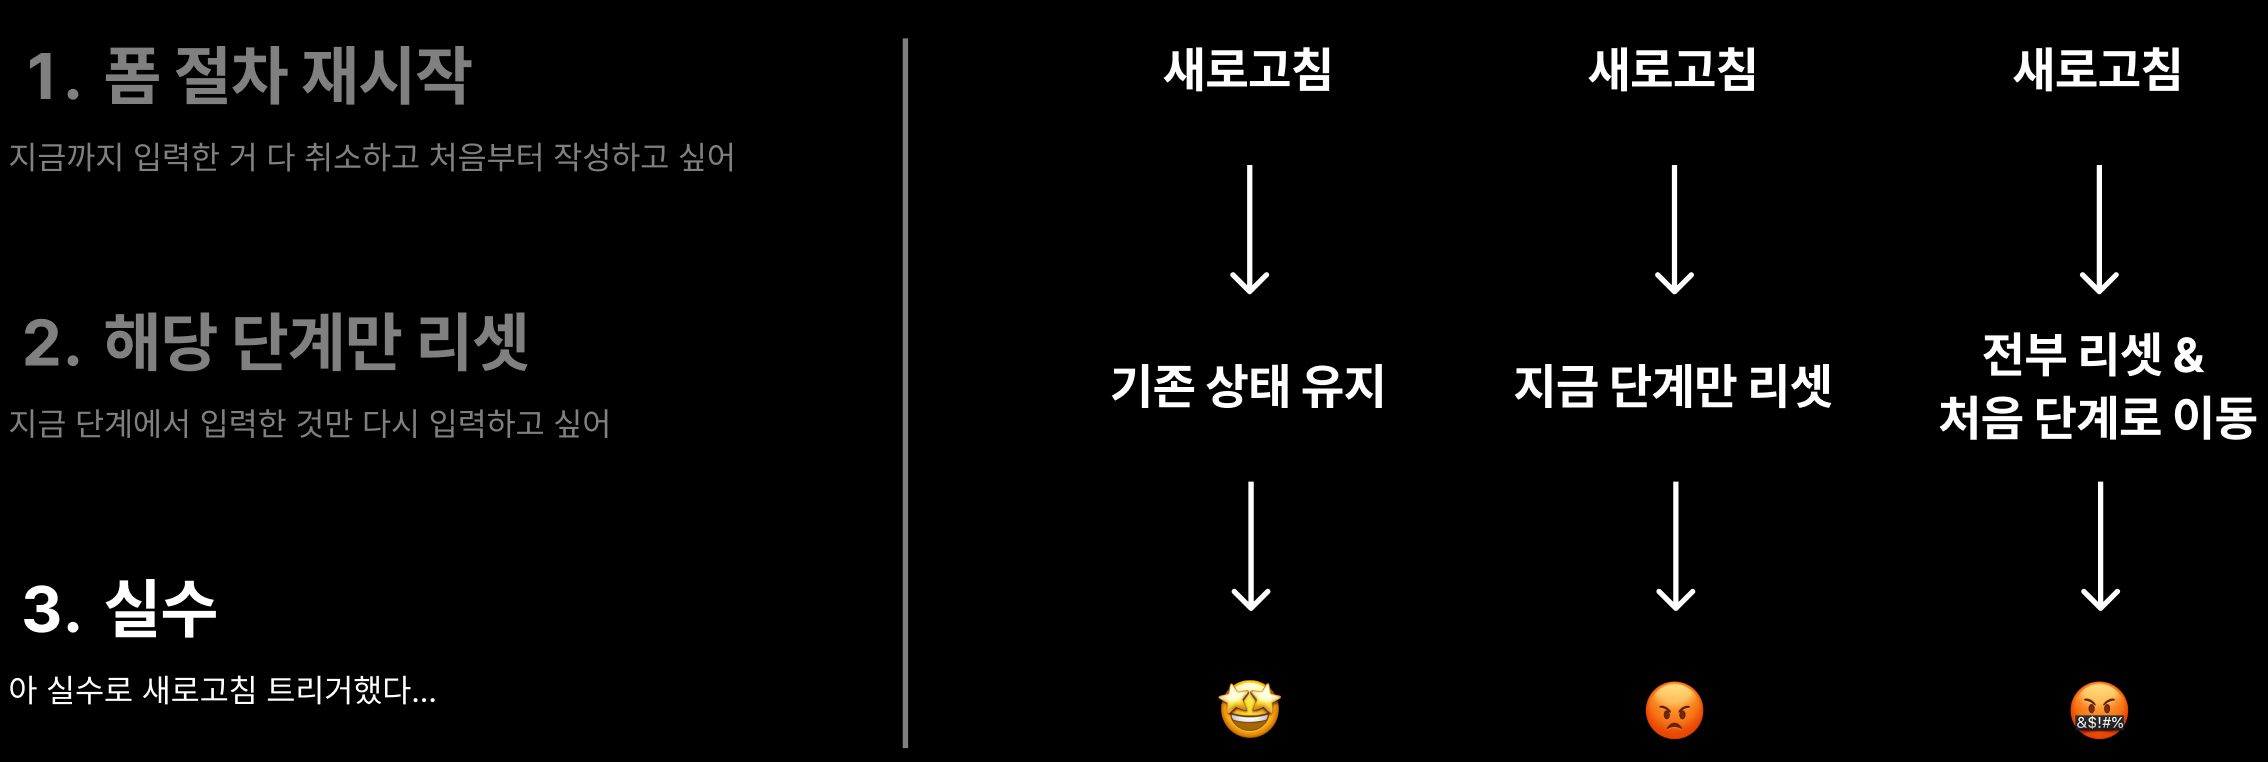 1. 폼 절차 재시작
지금까지 입력한 거 다 취소하고 처음부터 작성하고 싶어
2. 해당 단계만 리셋
지금 단계에서 입력한 것만 다시 입력하고 싶어
3. 실수
아 실수로 새로고침 트리거했다...
새로고침
기존 상태 유지
새로고침
지금 단계만 리셋
새로고침
전부 리셋 &
처음 단계로 이동
&$!#%